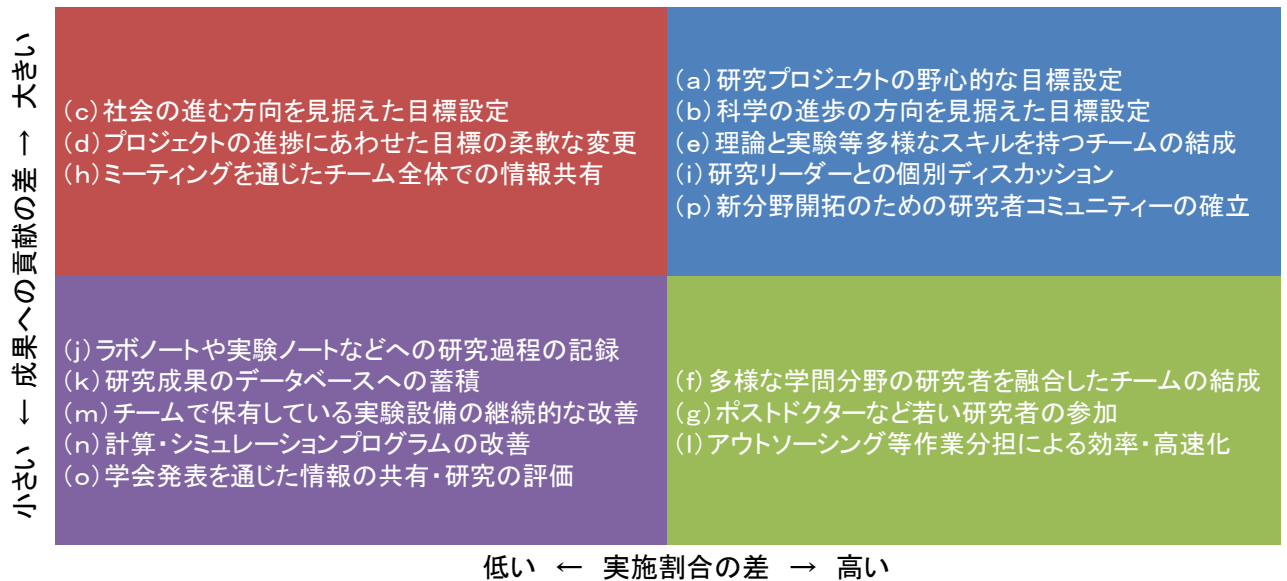 小さい ← 成果への貢献の差 → 大きい
(c)社会の進む方向を見据えた目標設定
(d)プロジェクトの進捗にあわせた目標の柔軟な変更
(h)ミーティングを通じたチーム全体での情報共有
(a)研究プロジェクトの野心的な目標設定
(b)科学の進歩の方向を見据えた目標設定
(e)理論と実験等多様なスキルを持つチームの結成
(i)研究リーダーとの個別ディスカッション
(p)新分野開拓のための研究者コミュニティーの確立
(j)ラボノートや実験ノートなどへの研究過程の記録
(k)研究成果のデータベースへの蓄積
(m)チームで保有している実験設備の継続的な改善
(n)計算・シミュレーションプログラムの改善
(o)学会発表を通じた情報の共有・研究の評価
(f)多様な学問分野の研究者を融合したチームの結成
(g)ポストドクターなど若い研究者の参加
(l)アウトソーシング等作業分担による効率・高速化
低い ← 実施割合の差 → 高い